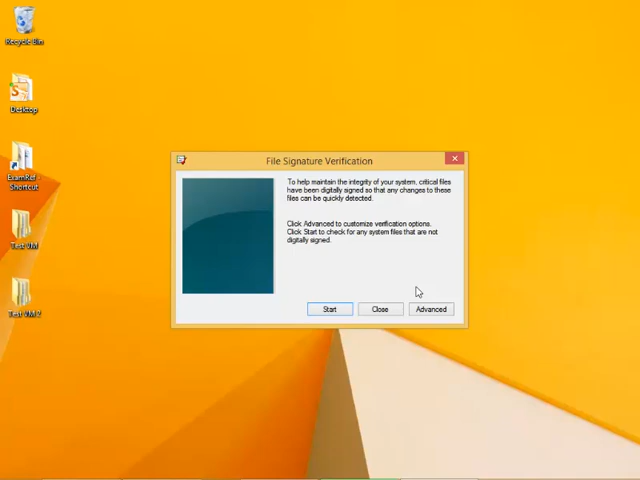 Recycle Bin
Desktop
ExamRef -
Shortcut
Test VM
Test VM 2
File Signature Verification
To help maintain the integrity of your system, critical files
have been digitally signed so that any changes to these
files can be quickly detected.
Click Advanced to customize verification options.
Click Start to check for any system files that are not
digitally signed.
Start
Close
Advanced